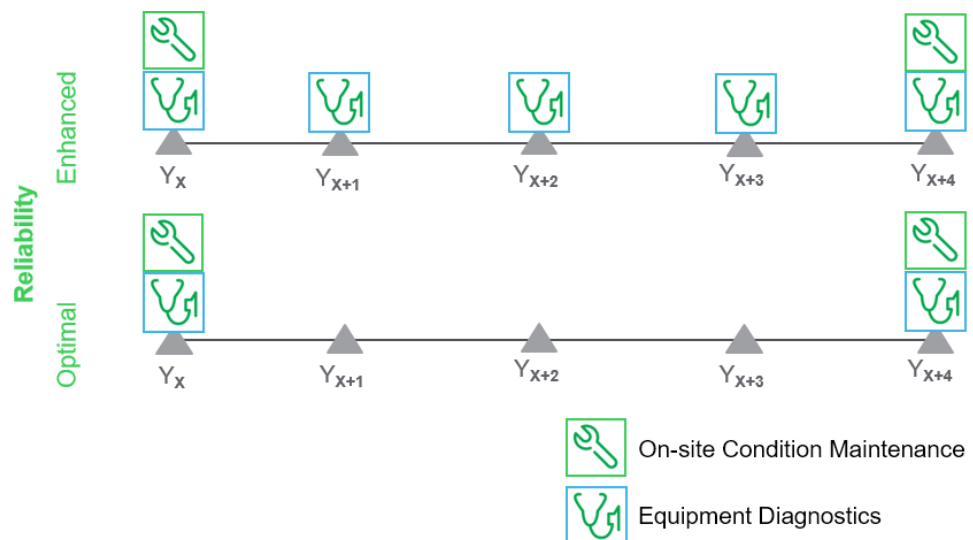 Reliability
Enhanced
Yx Yx+1 Yx+2 Yx+3 Yx+4
Optimal
Yx Yx+1 Yx+2 Yx+3 Yx+4
On-site Condition Maintenance
Equipment Diagnostics